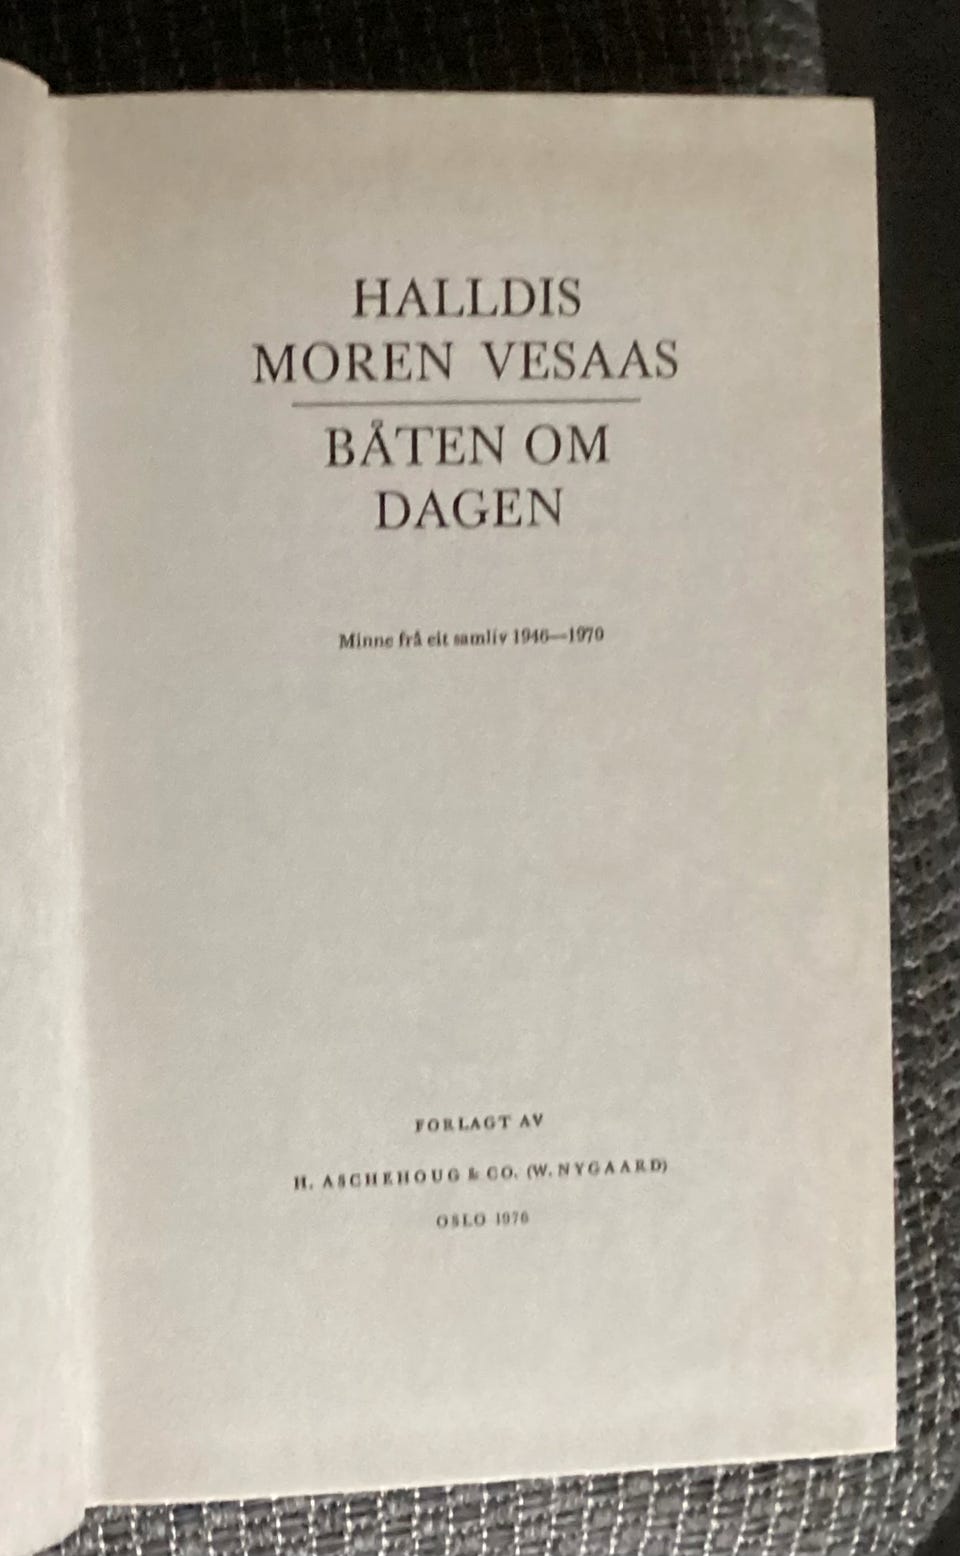 HALLDIS
MOREN VESAAS
BÅTEN OM
DAGEN
Minne frå eit samliv 1946—1970
FORLAGT AV
H. ASCHEHOUG & CO. (W. NYGAARD)
OSLO 1976